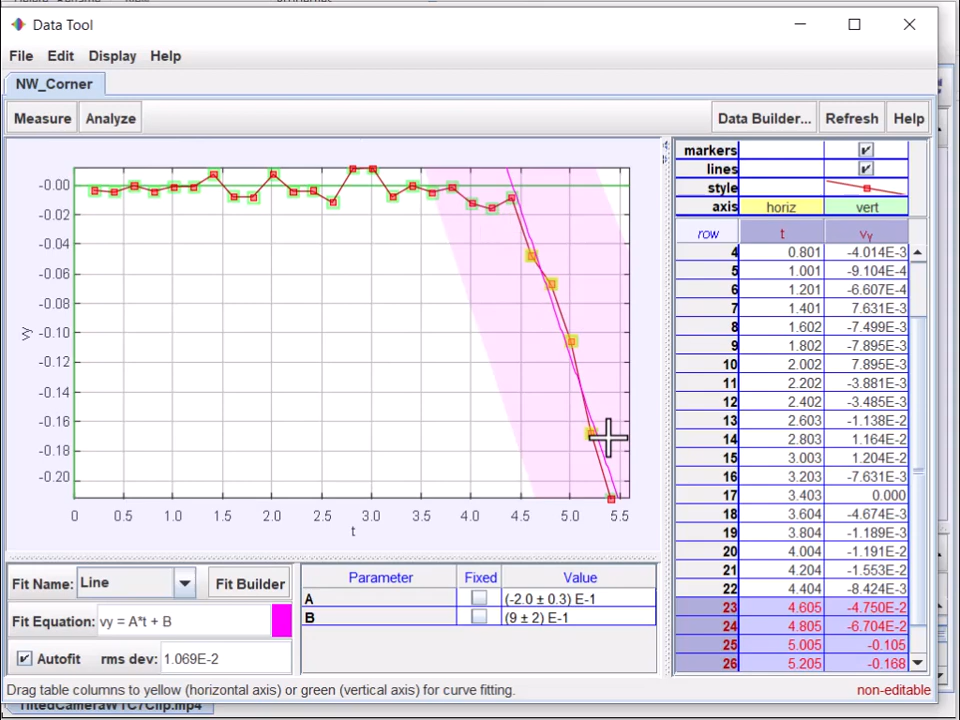 Data Tool
File Edit Display Help
NW_Corner
Measure Analyze Data Builder... Refresh Help
markers
lines
style
axis horiz vert
row t vy
4 0.801 -4.014E-3
5 1.001 -9.104E-4
6 1.201 -6.607E-4
7 1.401 7.631E-3
8 1.602 -7.499E-3
9 1.802 -7.895E-3
10 2.002 7.895E-3
11 2.202 -3.881E-3
12 2.402 -3.485E-3
13 2.603 -1.138E-2
14 2.803 1.164E-2
15 3.003 1.204E-2
16 3.203 -7.631E-3
17 3.403 0.000
18 3.604 -4.674E-3
19 3.804 -1.189E-3
20 4.004 -1.191E-2
21 4.204 -1.553E-2
22 4.404 -8.424E-3
23 4.605 -4.750E-2
24 4.805 -6.704E-2
25 5.005 -0.105
26 5.205 -0.168
-0.00
-0.02
-0.04
-0.06
-0.08
-0.10
-0.12
-0.14
-0.16
-0.18
-0.20
vy
0 0.5 1.0 1.5 2.0 2.5 3.0 3.5 4.0 4.5 5.0 5.5
t
Fit Name: Line Fit Builder
Fit Equation: vy = A*t + B
Autofit rms dev: 1.069E-2
Parameter Fixed Value
A (-2.0 ± 0.3) E-1
B (9 ± 2) E-1
Drag table columns to yellow (horizontal axis) or green (vertical axis) for curve fitting. non-editable
TiltedCameraWTC7Clip.mp4